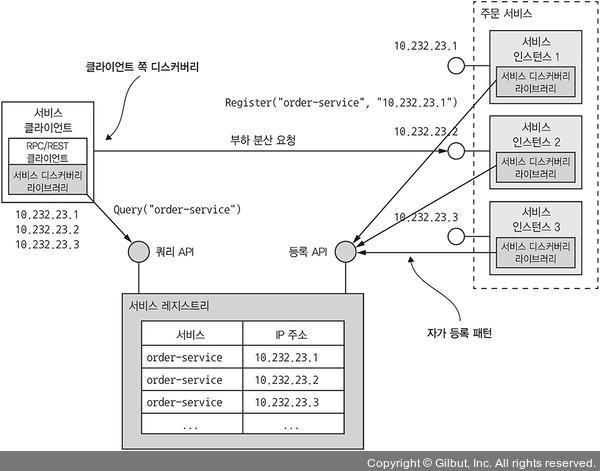 주문 서비스
10.232.23.1
서비스
인스턴스 1
서비스 디스커버리
라이브러리
클라이언트 쪽 디스커버리
Register("order-service", "10.232.23.1")
서비스
클라이언트
RPC/REST
클라이언트
서비스 디스커버리
라이브러리
부하 분산 요청
10.232.23.2
서비스
인스턴스 2
서비스 디스커버리
라이브러리
10.232.23.1
10.232.23.2
10.232.23.3
Query("order-service")
10.232.23.3
서비스
인스턴스 3
서비스 디스커버리
라이브러리
쿼리 API
등록 API
자가 등록 패턴
서비스 레지스트리
서비스 IP 주소
order-service 10.232.23.1
order-service 10.232.23.2
order-service 10.232.23.3
... ...
Copyright © Gilbut, Inc. All rights reserved.